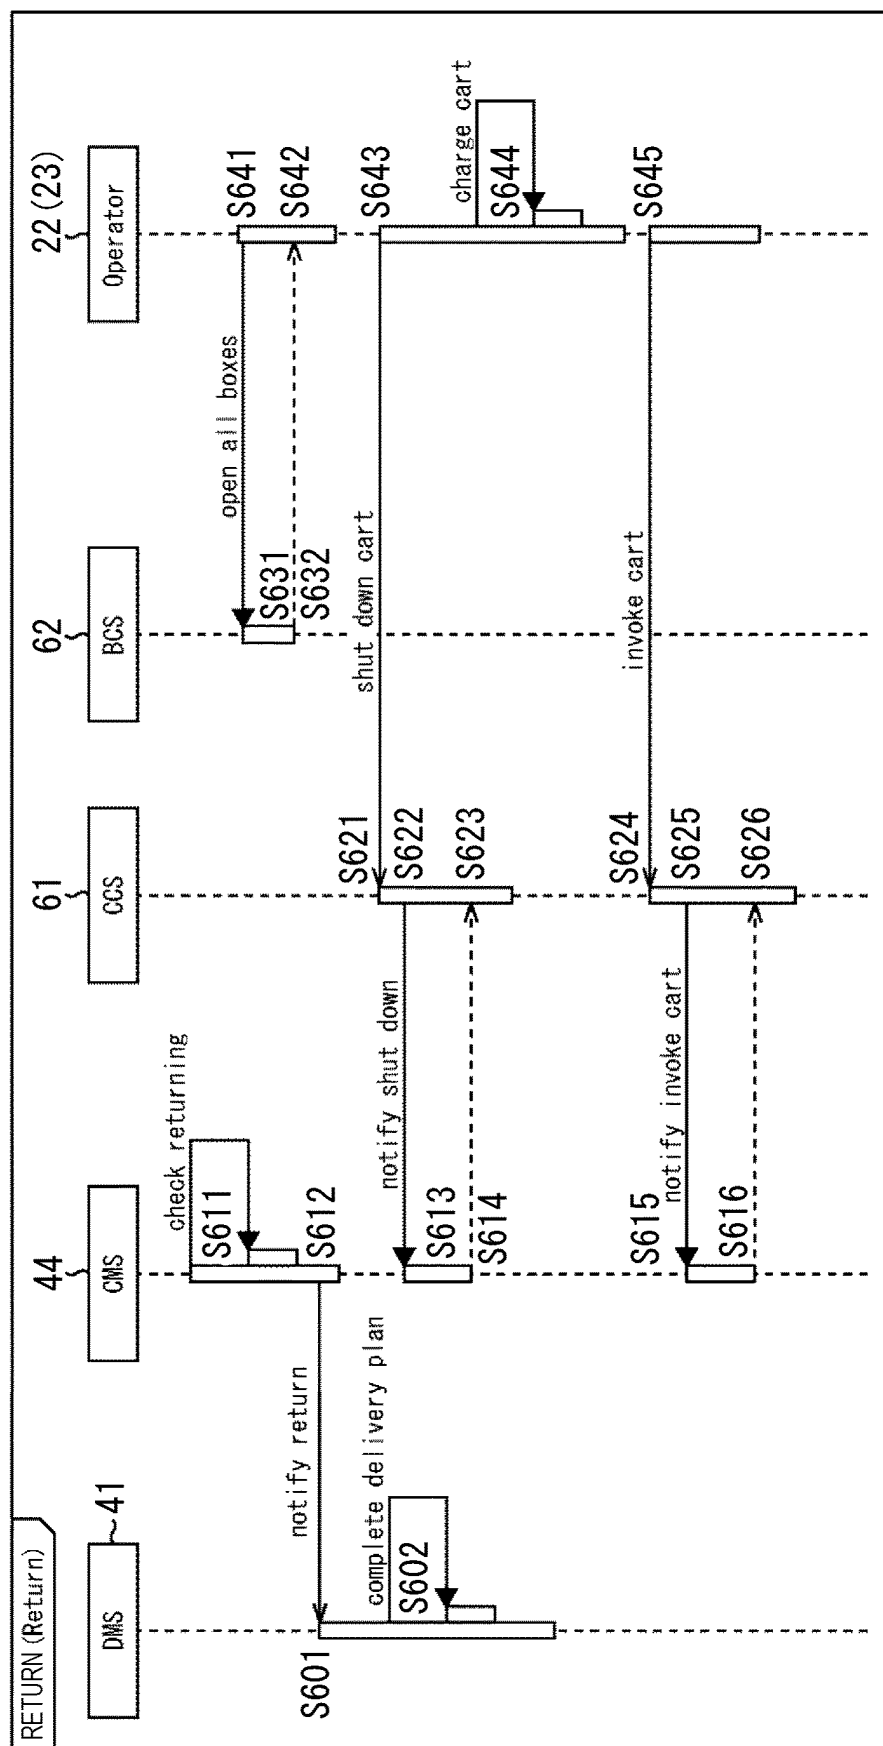 RETURN (Return)
41
44
61
62
22 (23)
DMS
CMS
CCS
BCS
Operator
check returning
S611
open all boxes
S641
S631
S642
S632
notify return
S612
S601
shut down cart
S643
S621
complete delivery plan
S602
notify shut down
S622
S613
S623
S614
charge cart
S644
invoke cart
S645
S624
S615
notify invoke cart
S625
S616
S626